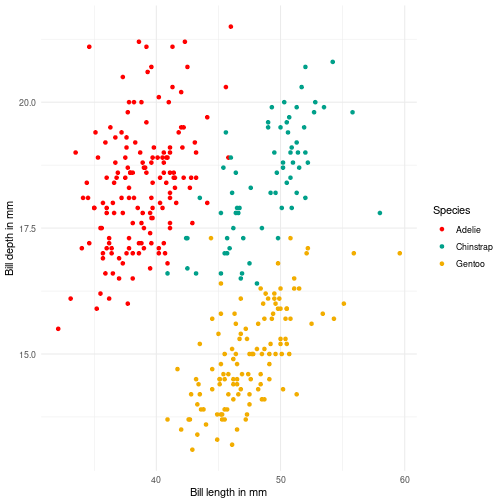 20.0
17.5
15.0
Bill depth in mm
40
50
60
Bill length in mm
Species
Adelie
Chinstrap
Gentoo